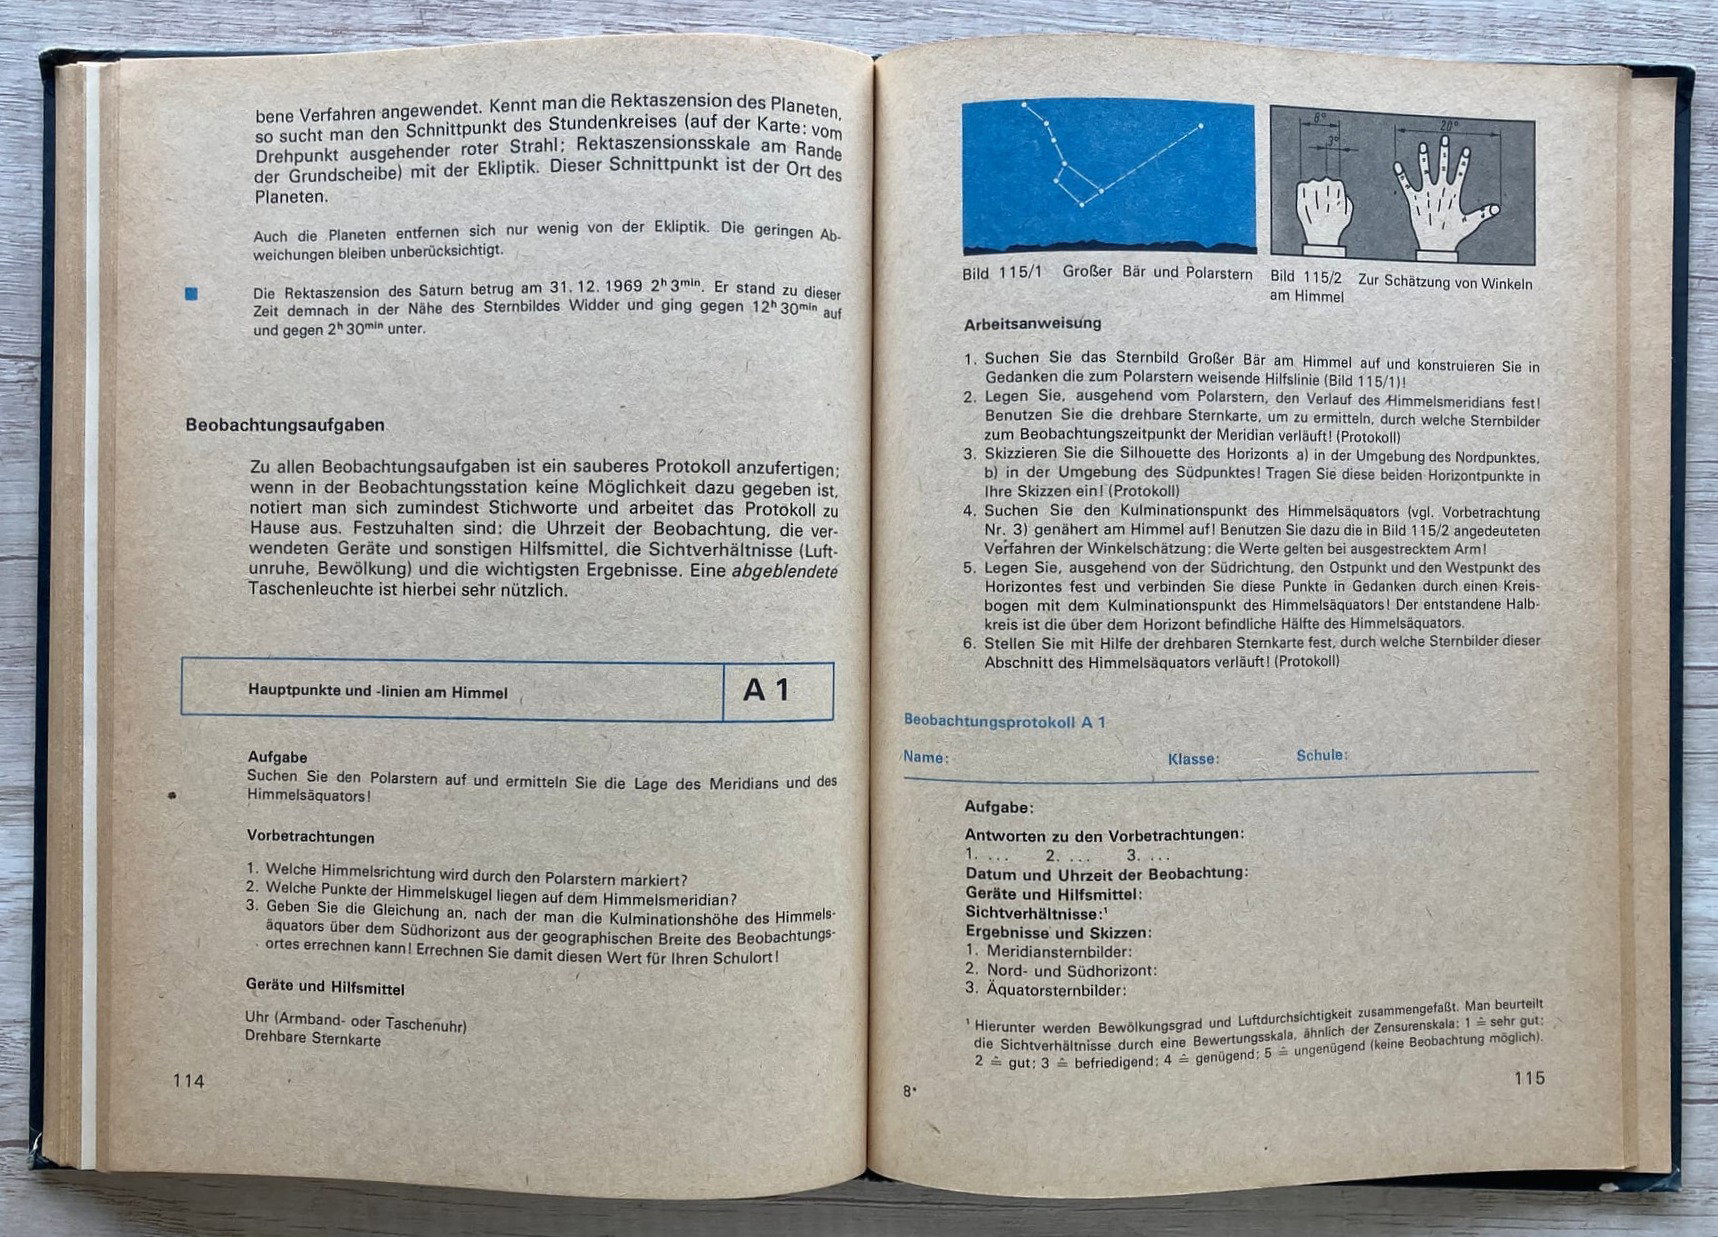 bene Verfahren angewendet. Kennt man die Rektaszension des Planeten,
so sucht man den Schnittpunkt des Stundenkreises (auf der Karte: vom
Drehpunkt ausgehender roter Strahl; Rektaszensionsskale am Rande
der Grundscheibe) mit der Ekliptik. Dieser Schnittpunkt ist der Ort des
Planeten.
Auch die Planeten entfernen sich nur wenig von der Ekliptik. Die geringen Ab-
weichungen bleiben unberücksichtigt.
Die Rektaszension des Saturn betrug am 31. 12. 1969 2ʰ 3ᵐⁱⁿ. Er stand zu dieser
Zeit demnach in der Nähe des Sternbildes Widder und ging gegen 12ʰ 30ᵐⁱⁿ auf
und gegen 2ʰ 30ᵐⁱⁿ unter.
Beobachtungsaufgaben
Zu allen Beobachtungsaufgaben ist ein sauberes Protokoll anzufertigen;
wenn in der Beobachtungsstation keine Möglichkeit dazu gegeben ist,
notiert man sich zumindest Stichworte und arbeitet das Protokoll zu
Hause aus. Festzuhalten sind: die Uhrzeit der Beobachtung, die ver-
wendeten Geräte und sonstigen Hilfsmittel, die Sichtverhältnisse (Luft-
unruhe, Bewölkung) und die wichtigsten Ergebnisse. Eine abgeblendete
Taschenleuchte ist hierbei sehr nützlich.
Hauptpunkte und -linien am Himmel A 1
Aufgabe
Suchen Sie den Polarstern auf und ermitteln Sie die Lage des Meridians und des
Himmelsäquators!
Vorbetrachtungen
1. Welche Himmelsrichtung wird durch den Polarstern markiert?
2. Welche Punkte der Himmelskugel liegen auf dem Himmelsmeridian?
3. Geben Sie die Gleichung an, nach der man die Kulminationshöhe des Himmels-
äquators über dem Südhorizont aus der geographischen Breite des Beobachtungs-
ortes errechnen kann! Errechnen Sie damit diesen Wert für Ihren Schulort!
Geräte und Hilfsmittel
Uhr (Armband- oder Taschenuhr)
Drehbare Sternkarte
114
8° 20°
3°
Bild 115/1 Großer Bär und Polarstern
Bild 115/2 Zur Schätzung von Winkeln
am Himmel
Arbeitsanweisung
1. Suchen Sie das Sternbild Großer Bär am Himmel auf und konstruieren Sie in
Gedanken die zum Polarstern weisende Hilfslinie (Bild 115/1)!
2. Legen Sie, ausgehend vom Polarstern, den Verlauf des Himmelsmeridians fest!
Benutzen Sie die drehbare Sternkarte, um zu ermitteln, durch welche Sternbilder
zum Beobachtungszeitpunkt der Meridian verläuft! (Protokoll)
3. Skizzieren Sie die Silhouette des Horizonts a) in der Umgebung des Nordpunktes,
b) in der Umgebung des Südpunktes! Tragen Sie diese beiden Horizontpunkte in
Ihre Skizzen ein! (Protokoll)
4. Suchen Sie den Kulminationspunkt des Himmelsäquators (vgl. Vorbetrachtung
Nr. 3) genähert am Himmel auf! Benutzen Sie dazu die in Bild 115/2 angedeuteten
Verfahren der Winkelschätzung; die Werte gelten bei ausgestrecktem Arm!
5. Legen Sie, ausgehend von der Südrichtung, den Ostpunkt und den Westpunkt des
Horizontes fest und verbinden Sie diese Punkte in Gedanken durch einen Kreis-
bogen mit dem Kulminationspunkt des Himmelsäquators! Der entstandene Halb-
kreis ist die über dem Horizont befindliche Hälfte des Himmelsäquators.
6. Stellen Sie mit Hilfe der drehbaren Sternkarte fest, durch welche Sternbilder dieser
Abschnitt des Himmelsäquators verläuft! (Protokoll)
Beobachtungsprotokoll A 1
Name: Klasse: Schule:
Aufgabe:
Antworten zu den Vorbetrachtungen:
1. ... 2. ... 3. ...
Datum und Uhrzeit der Beobachtung:
Geräte und Hilfsmittel:
Sichtverhältnisse:¹
Ergebnisse und Skizzen:
1. Meridiansternbilder:
2. Nord- und Südhorizont:
3. Äquatorsternbilder:
¹ Hierunter werden Bewölkungsgrad und Luftdurchsichtigkeit zusammengefaßt. Man beurteilt
die Sichtverhältnisse durch eine Bewertungsskala, ähnlich der Zensurenskala: 1 ≙ sehr gut;
2 ≙ gut; 3 ≙ befriedigend; 4 ≙ genügend; 5 ≙ ungenügend (keine Beobachtung möglich).
8*
115